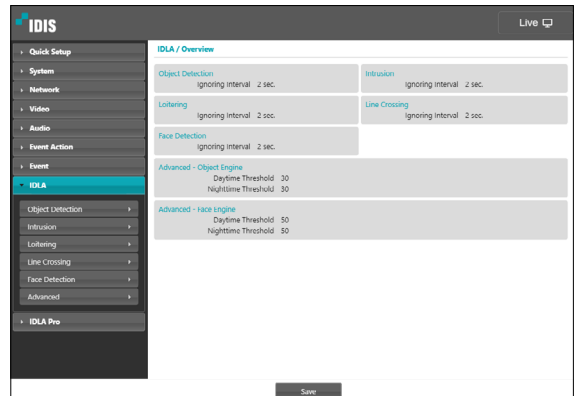 IDIS
Live
Quick Setup
System
Network
Video
Audio
Event Action
Event
IDLA
Object Detection
Intrusion
Loitering
Line Crossing
Face Detection
Advanced
IDLA Pro
IDLA / Overview
Object Detection
Ignoring Interval 2 sec.
Intrusion
Ignoring Interval 2 sec.
Loitering
Ignoring Interval 2 sec.
Line Crossing
Ignoring Interval 2 sec.
Face Detection
Ignoring Interval 2 sec.
Advanced - Object Engine
Daytime Threshold 30
Nighttime Threshold 30
Advanced - Face Engine
Daytime Threshold 50
Nighttime Threshold 50
Save